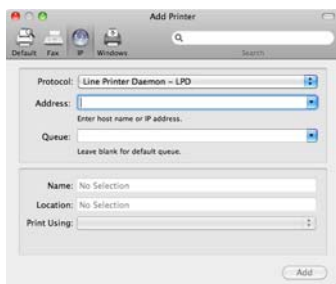 Add Printer
Default Fax IP Windows Search
Protocol: Line Printer Daemon - LPD
Address:
Enter host name or IP address.
Queue:
Leave blank for default queue.
Name: No Selection
Location: No Selection
Print Using:
Add